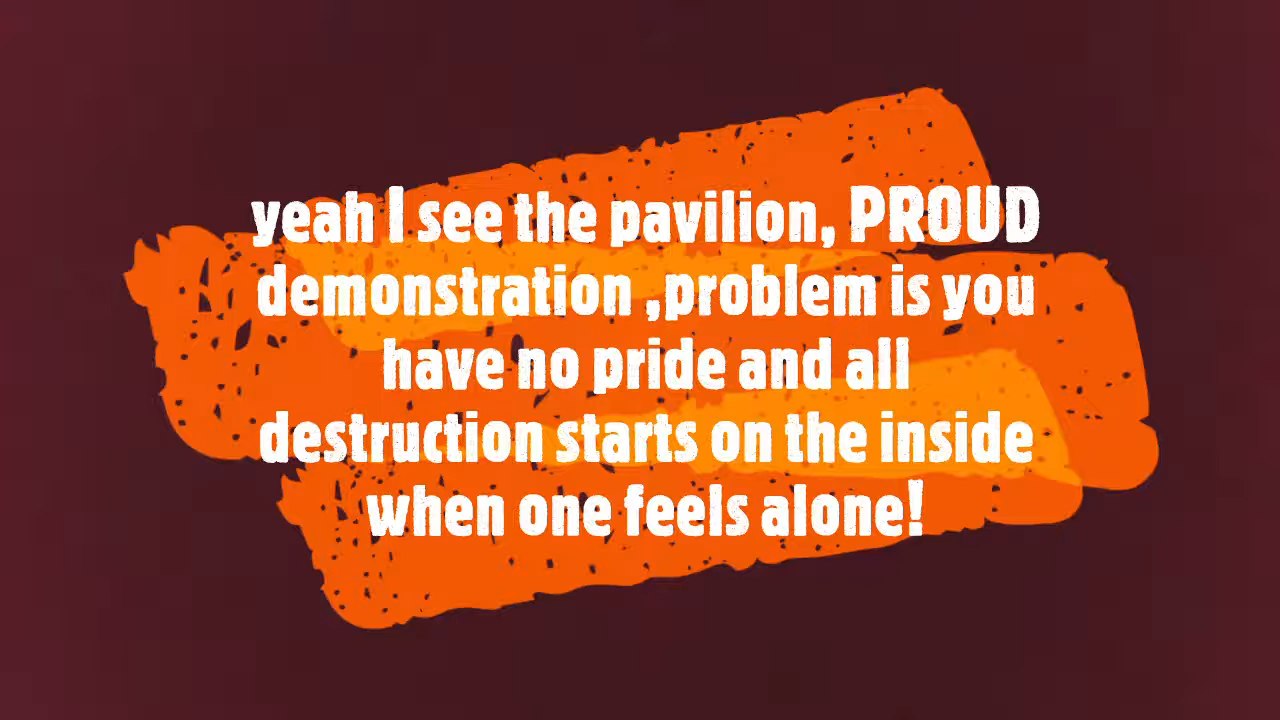 yeah I see the pavilion, PROUD
demonstration ,problem is you
have no pride and all
destruction starts on the inside
when one feels alone!